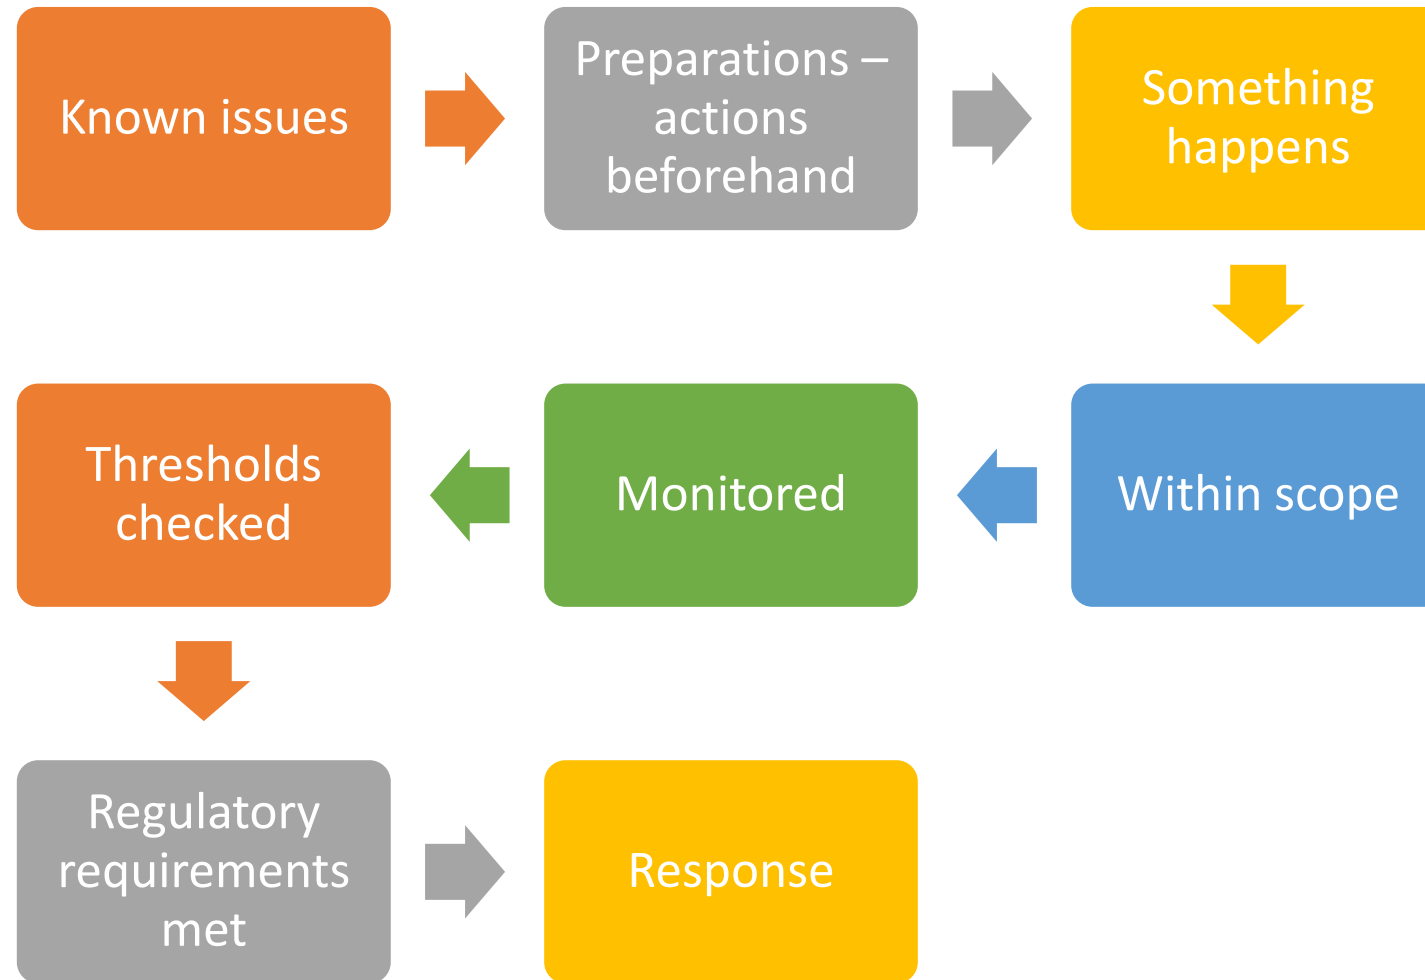 Known issues
Preparations –
actions
beforehand
Something
happens
Within scope
Monitored
Thresholds
checked
Regulatory
requirements
met
Response